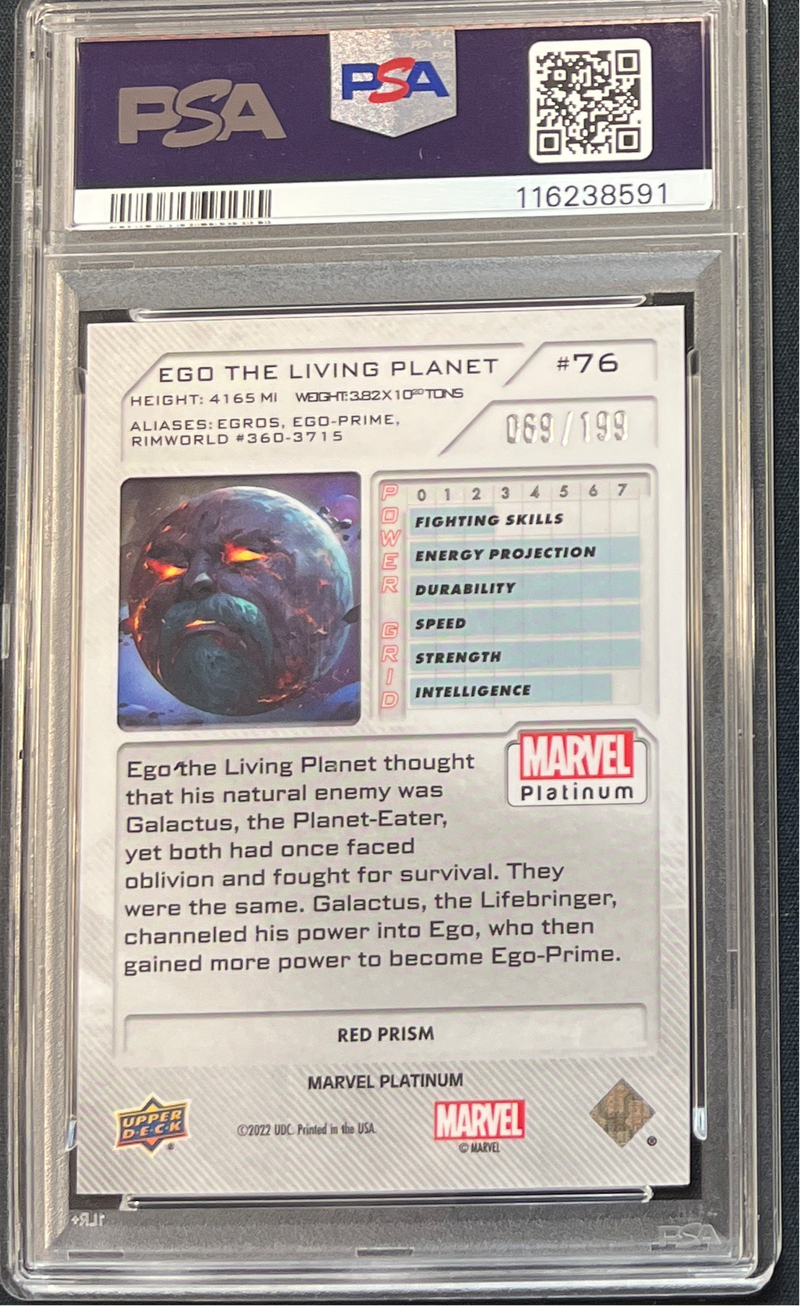 PSA
PSA
116238591
EGO THE LIVING PLANET
#76
HEIGHT: 4165 MI WEIGHT: 3.82 X 10²⁰ TONS
ALIASES: EGROS, EGO-PRIME,
RIMWORLD #360-3715
069/199
POWER GRID
0 1 2 3 4 5 6 7
FIGHTING SKILLS
ENERGY PROJECTION
DURABILITY
SPEED
STRENGTH
INTELLIGENCE
MARVEL
Platinum
Ego the Living Planet thought
that his natural enemy was
Galactus, the Planet-Eater,
yet both had once faced
oblivion and fought for survival. They
were the same. Galactus, the Lifebringer,
channeled his power into Ego, who then
gained more power to become Ego-Prime.
RED PRISM
MARVEL PLATINUM
UPPER
DECK
®
©2022 UDC. Printed in the USA.
MARVEL
© MARVEL
®
1LR+
PSA